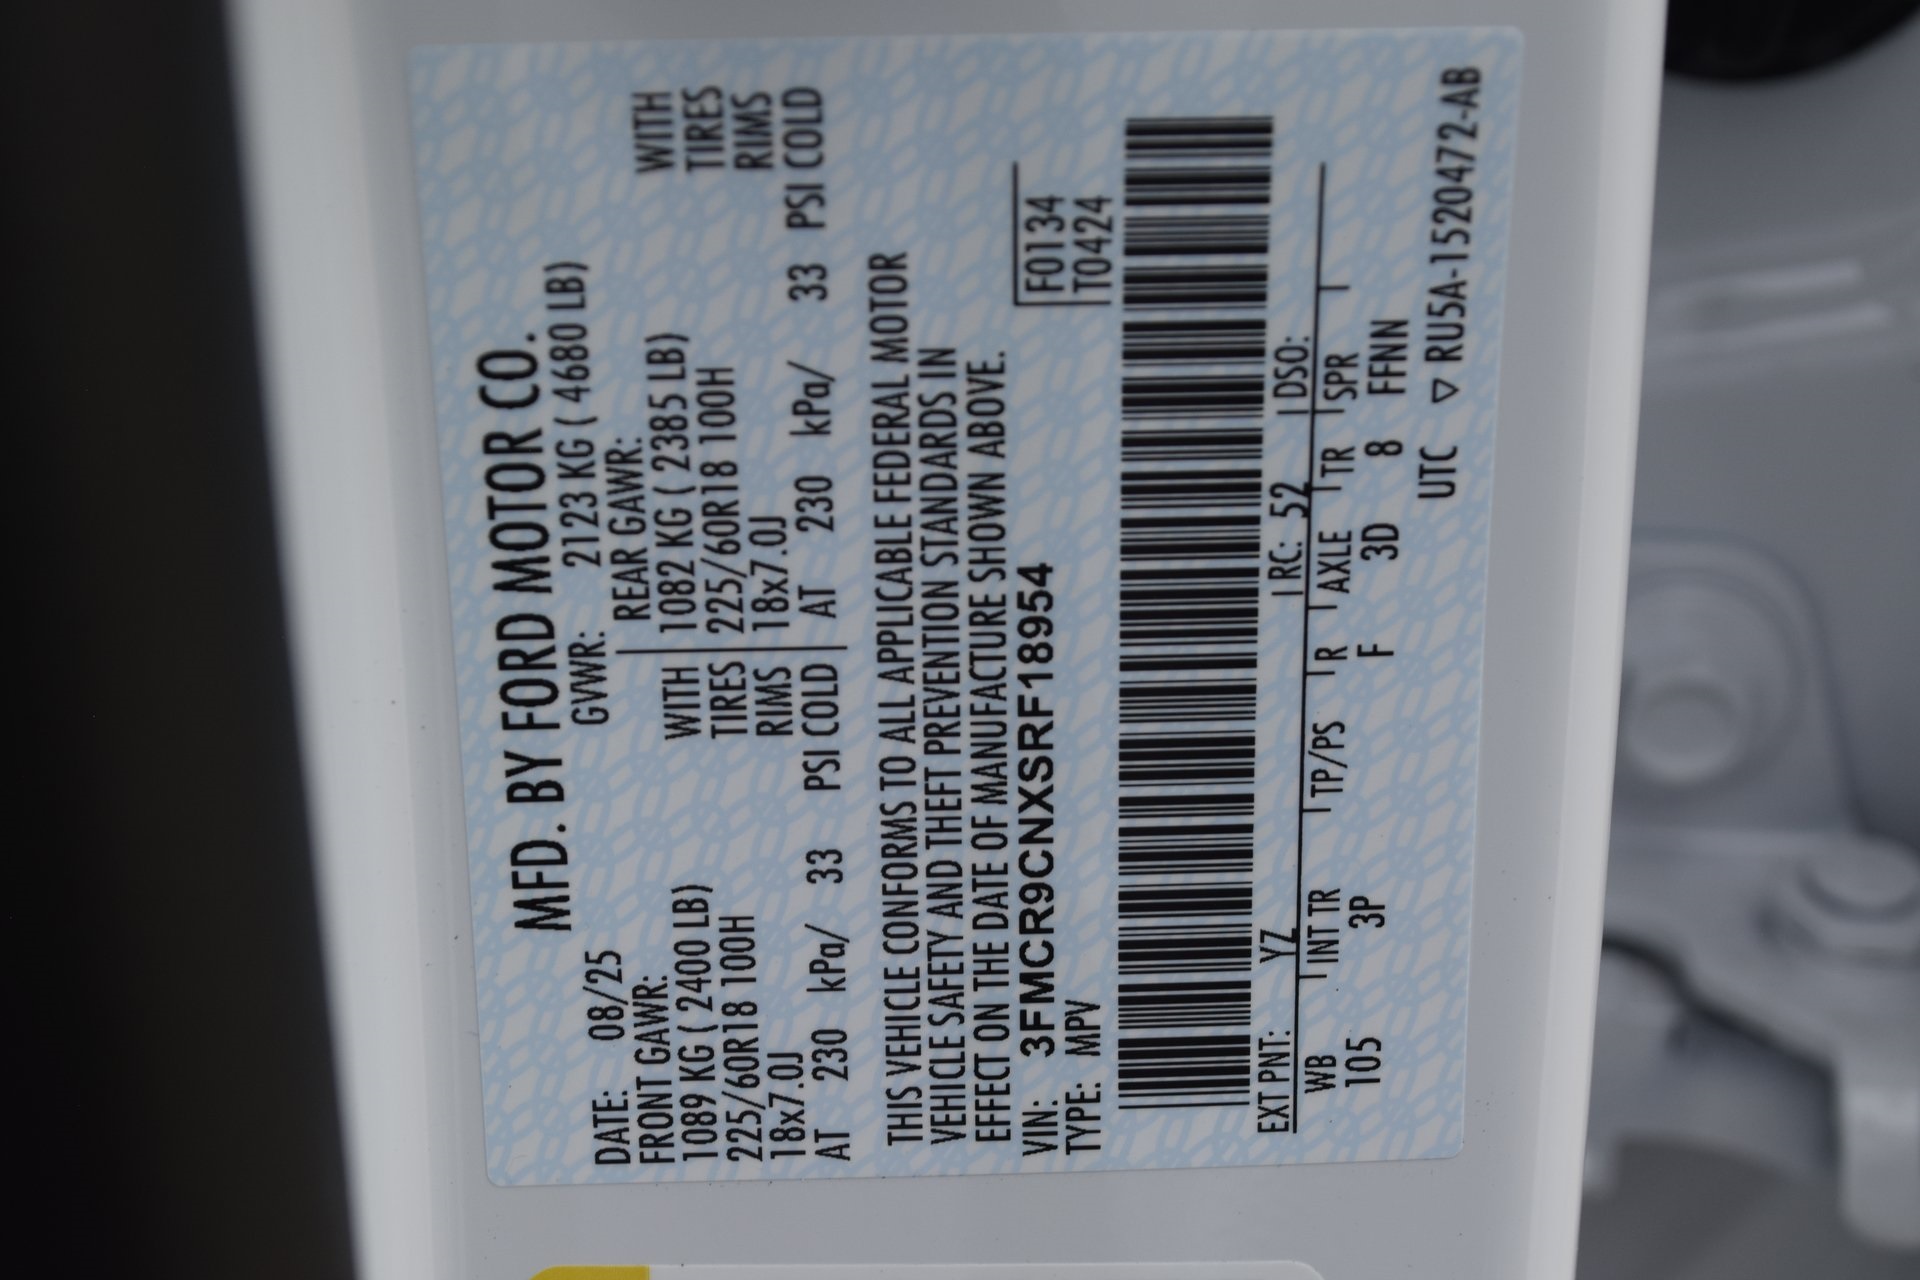 MFD. BY FORD MOTOR CO.
DATE: 08/25 GVWR: 2123 KG ( 4680 LB)
FRONT GAWR: REAR GAWR:
1089 KG ( 2400 LB) WITH 1082 KG ( 2385 LB) WITH
225/60R18 100H TIRES 225/60R18 100H TIRES
18x7.0J RIMS 18x7.0J RIMS
AT 230 kPa/ 33 PSI COLD AT 230 kPa/ 33 PSI COLD
THIS VEHICLE CONFORMS TO ALL APPLICABLE FEDERAL MOTOR
VEHICLE SAFETY AND THEFT PREVENTION STANDARDS IN
EFFECT ON THE DATE OF MANUFACTURE SHOWN ABOVE.
VIN: 3FMCR9CNXSRF18954 F0134
TYPE: MPV T0424
EXT PNT: YZ RC: 52 DSO:
WB INT TR TP/PS R AXLE TR SPR
105 3P F 3D 8 FFNN
UTC ▽ RU5A-1520472-AB